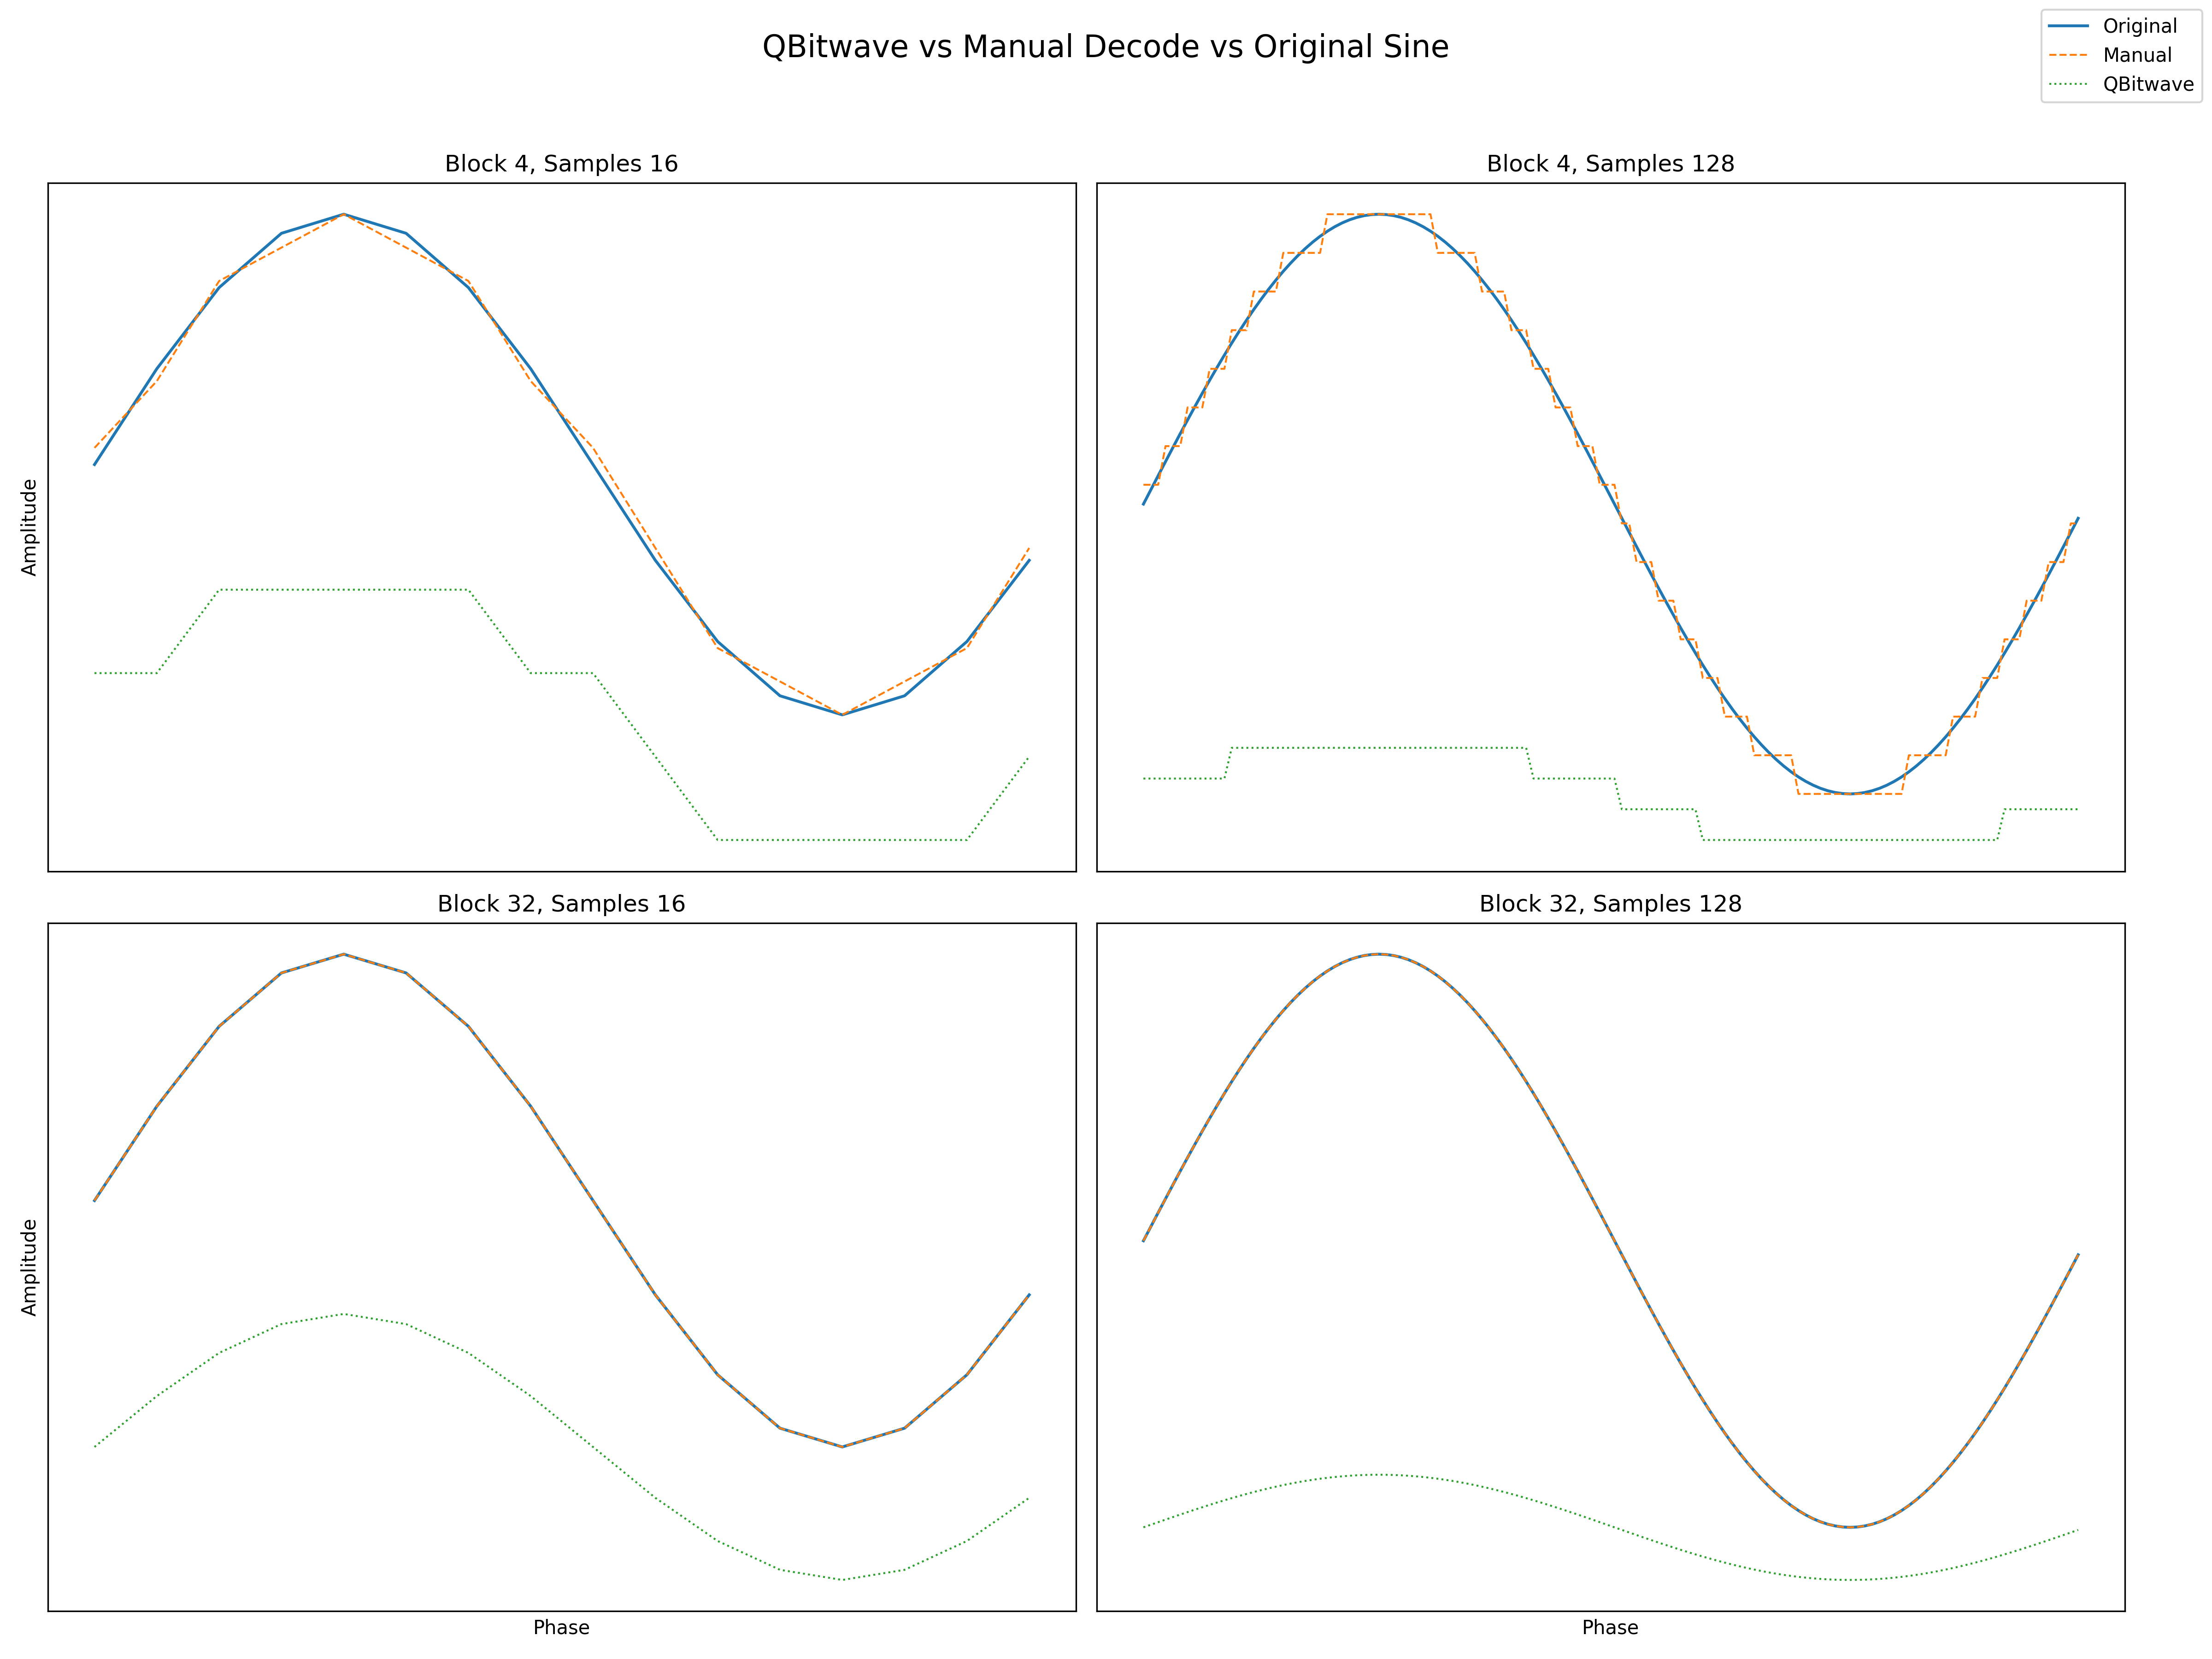 QBitwave vs Manual Decode vs Original Sine
Original
Manual
QBitwave
Block 4, Samples 16
Block 4, Samples 128
Amplitude
Block 32, Samples 16
Block 32, Samples 128
Amplitude
Phase
Phase